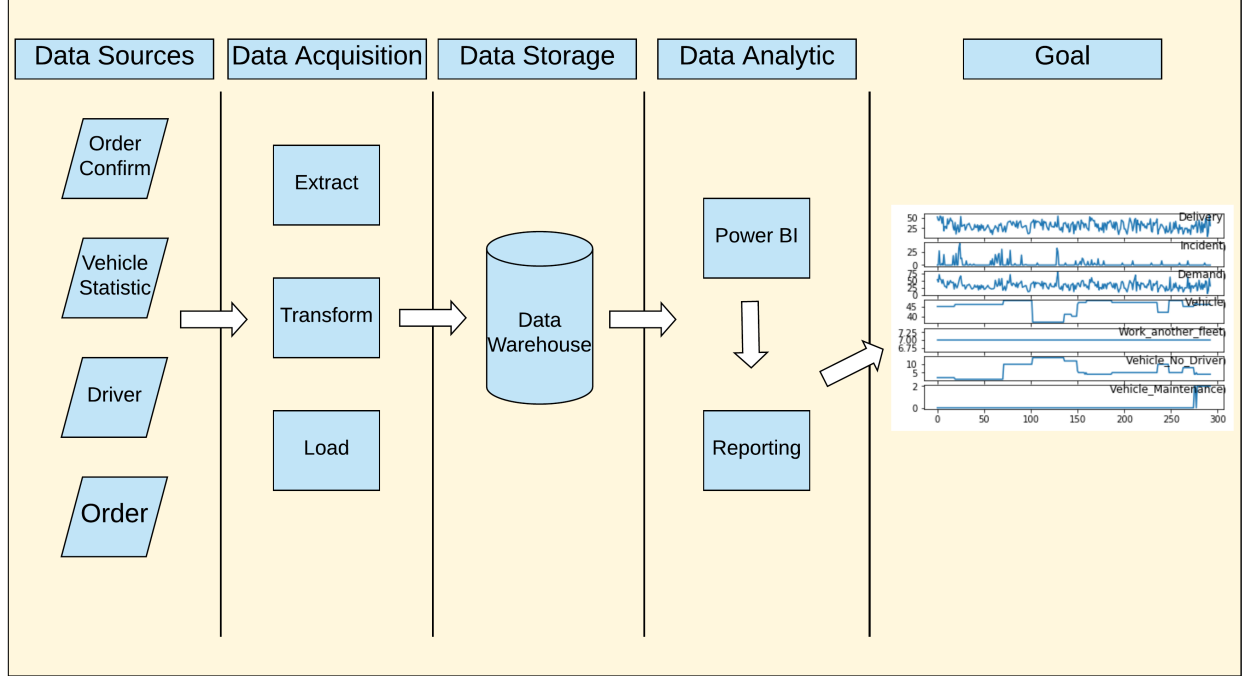 Data Sources
Data Acquisition
Data Storage
Data Analytic
Goal
Order
Confirm
Vehicle
Statistic
Driver
Order
Extract
Transform
Load
Data
Warehouse
Power BI
Reporting
50
25
Delivery
25
0
Incident
75
50
25
0
Demand
45
40
Vehicle
7.25
7.00
6.75
Work_another_fleet
10
5
Vehicle_No_Driver
2
0
Vehicle_Maintenance
0 50 100 150 200 250 300